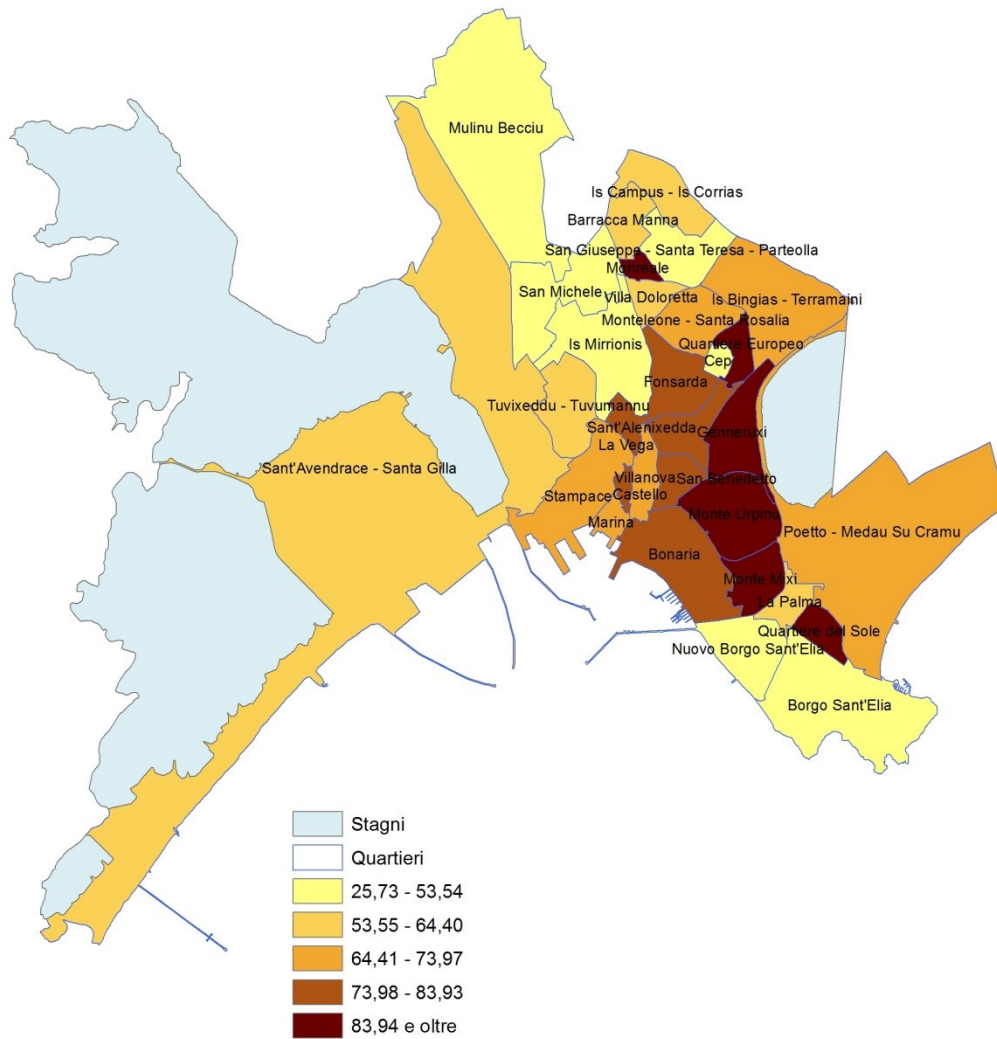 Mulinu Becciu
Is Campus - Is Corrias
Barracca Manna
San Giuseppe - Santa Teresa - Parteolla
Monreale
San Michele
Villa Doloretta
Is Bingias - Terramaini
Monteleone - Santa Rosalia
Is Mirrionis
Quartiere Europeo
Cep
Fonsarda
Tuvixeddu - Tuvumannu
Sant'Alenixedda
Genneruxi
La Vega
Sant'Avendrace - Santa Gilla
Villanova
San Benedetto
Stampace
Castello
Monte Urpinu
Marina
Poetto - Medau Su Cramu
Bonaria
Monte Mixi
La Palma
Quartiere del Sole
Nuovo Borgo Sant'Elia
Borgo Sant'Elia
Stagni
Quartieri
25,73 - 53,54
53,55 - 64,40
64,41 - 73,97
73,98 - 83,93
83,94 e oltre